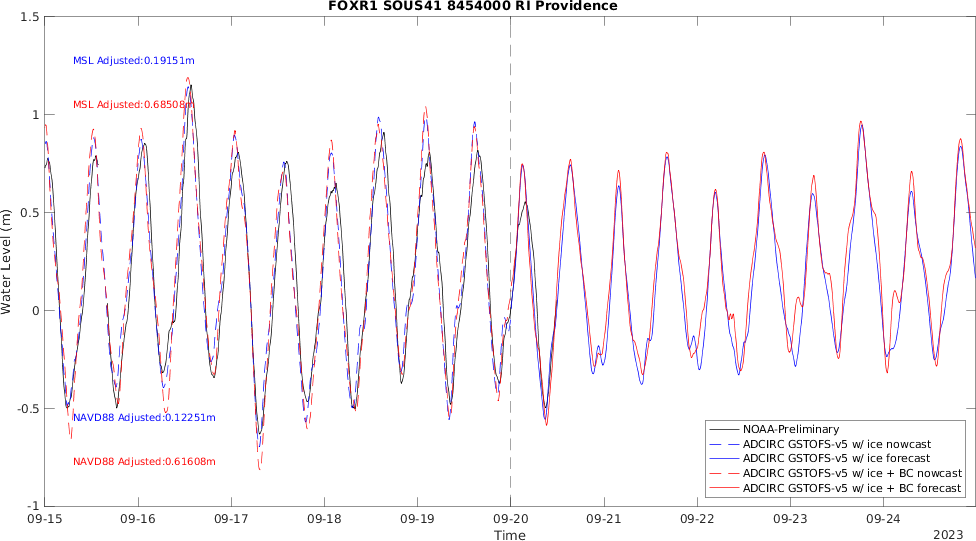 FOXR1 SOUS41 8454000 RI Providence
1.5
1
0.5
0
-0.5
-1
Water Level (m)
MSL Adjusted:0.19151m
MSL Adjusted:0.68508m
NAVD88 Adjusted:0.12251m
NAVD88 Adjusted:0.61608m
NOAA-Preliminary
ADCIRC GSTOFS-v5 w/ ice nowcast
ADCIRC GSTOFS-v5 w/ ice forecast
ADCIRC GSTOFS-v5 w/ ice + BC nowcast
ADCIRC GSTOFS-v5 w/ ice + BC forecast
09-15 09-16 09-17 09-18 09-19 09-20 09-21 09-22 09-23 09-24
Time
2023